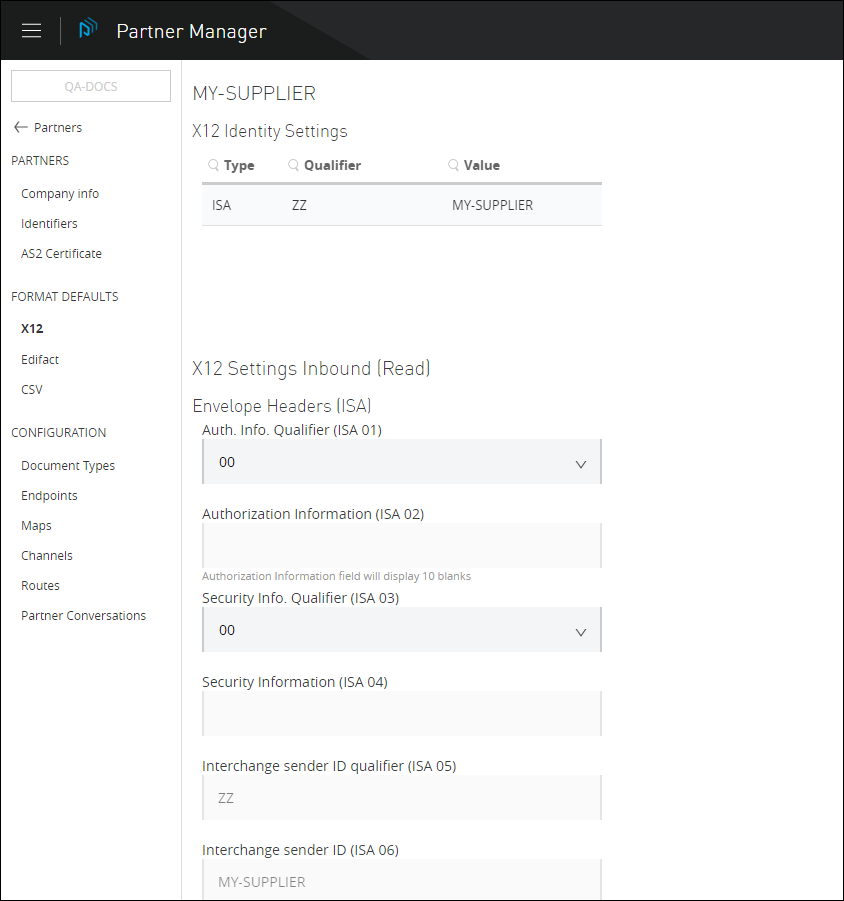 Partner Manager
QA-DOCS
Partners
PARTNERS
Company info
Identifiers
AS2 Certificate
FORMAT DEFAULTS
X12
Edifact
CSV
CONFIGURATION
Document Types
Endpoints
Maps
Channels
Routes
Partner Conversations
MY-SUPPLIER
X12 Identity Settings
Type Qualifier Value
ISA ZZ MY-SUPPLIER
X12 Settings Inbound (Read)
Envelope Headers (ISA)
Auth. Info. Qualifier (ISA 01)
00
Authorization Information (ISA 02)
Authorization Information field will display 10 blanks
Security Info. Qualifier (ISA 03)
00
Security Information (ISA 04)
Interchange sender ID qualifier (ISA 05)
ZZ
Interchange sender ID (ISA 06)
MY-SUPPLIER